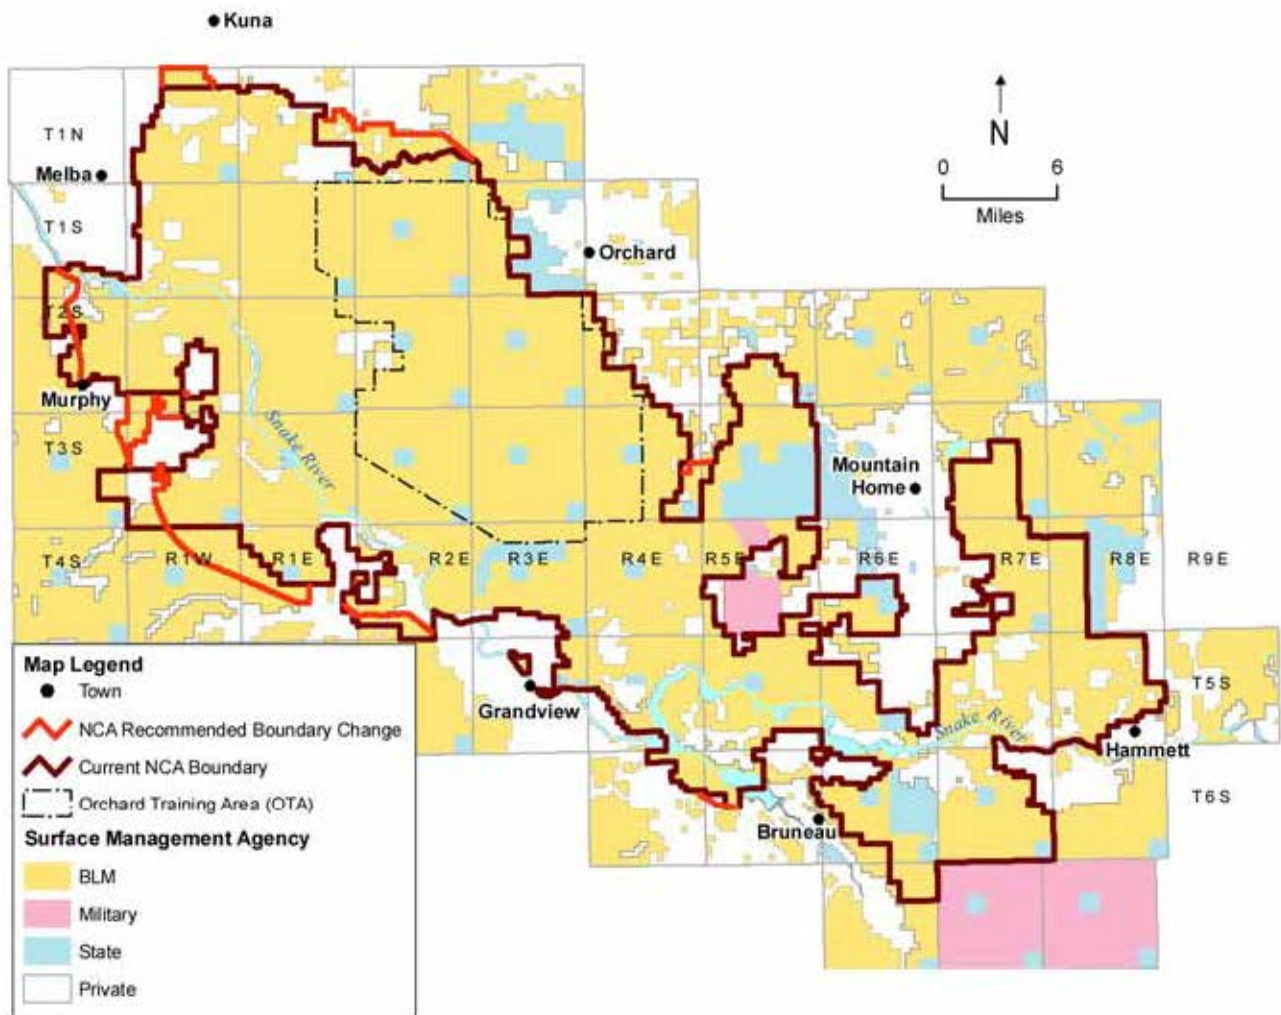 Kuna
T1N
N
Melba
0 6
Miles
T1S
Orchard
T2S
Murphy
Snake River
T3S
Mountain
Home
T4S R1W R1E R2E R3E R4E R5E R6E R7E R8E R9E
Map Legend
Town
NCA Recommended Boundary Change
Current NCA Boundary
Orchard Training Area (OTA)
Surface Management Agency
BLM
Military
State
Private
T5S
Grandview
Snake River
Hammett
T6S
Bruneau